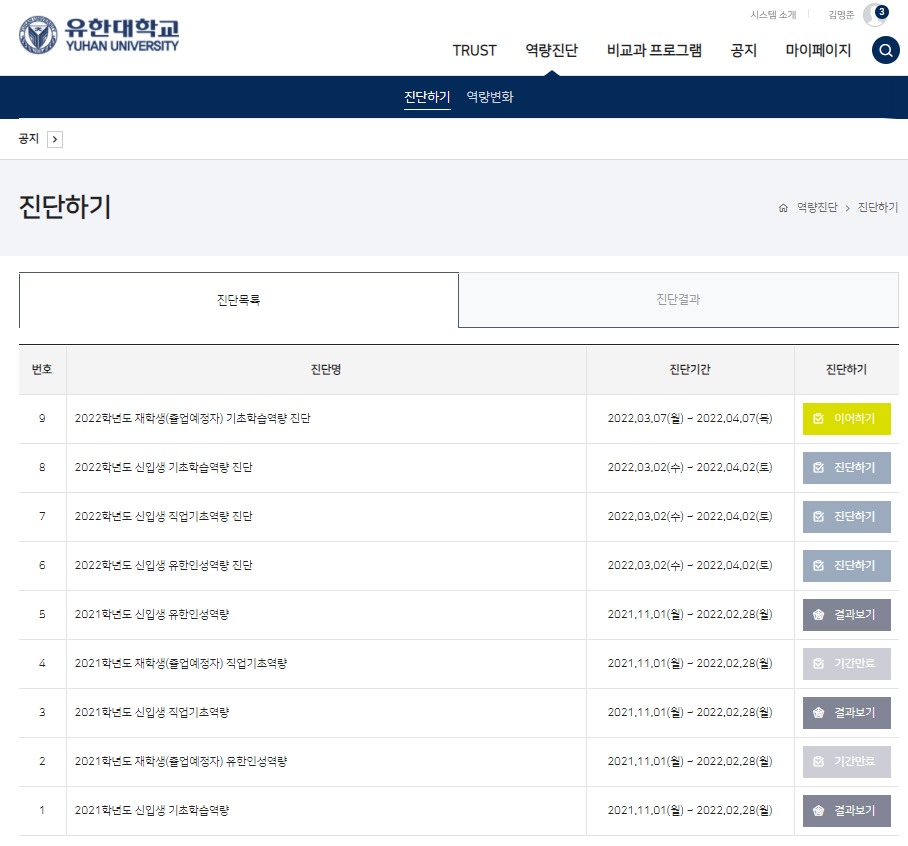 시스템 소개
김명준
3
유한대학교
YUHAN UNIVERSITY
TRUST 역량진단 비교과 프로그램 공지 마이페이지
진단하기 역량변화
공지
진단하기
역량진단 > 진단하기
진단목록 진단결과
번호 진단명 진단기간 진단하기
9 2022학년도 재학생(졸업예정자) 기초학습역량 진단 2022.03.07(월) ~ 2022.04.07(목) 이어하기
8 2022학년도 신입생 기초학습역량 진단 2022.03.02(수) ~ 2022.04.02(토) 진단하기
7 2022학년도 신입생 직업기초역량 진단 2022.03.02(수) ~ 2022.04.02(토) 진단하기
6 2022학년도 신입생 유한인성역량 진단 2022.03.02(수) ~ 2022.04.02(토) 진단하기
5 2021학년도 신입생 유한인성역량 2021.11.01(월) ~ 2022.02.28(월) 결과보기
4 2021학년도 재학생(졸업예정자) 직업기초역량 2021.11.01(월) ~ 2022.02.28(월) 기간만료
3 2021학년도 신입생 직업기초역량 2021.11.01(월) ~ 2022.02.28(월) 결과보기
2 2021학년도 재학생(졸업예정자) 유한인성역량 2021.11.01(월) ~ 2022.02.28(월) 기간만료
1 2021학년도 신입생 기초학습역량 2021.11.01(월) ~ 2022.02.28(월) 결과보기